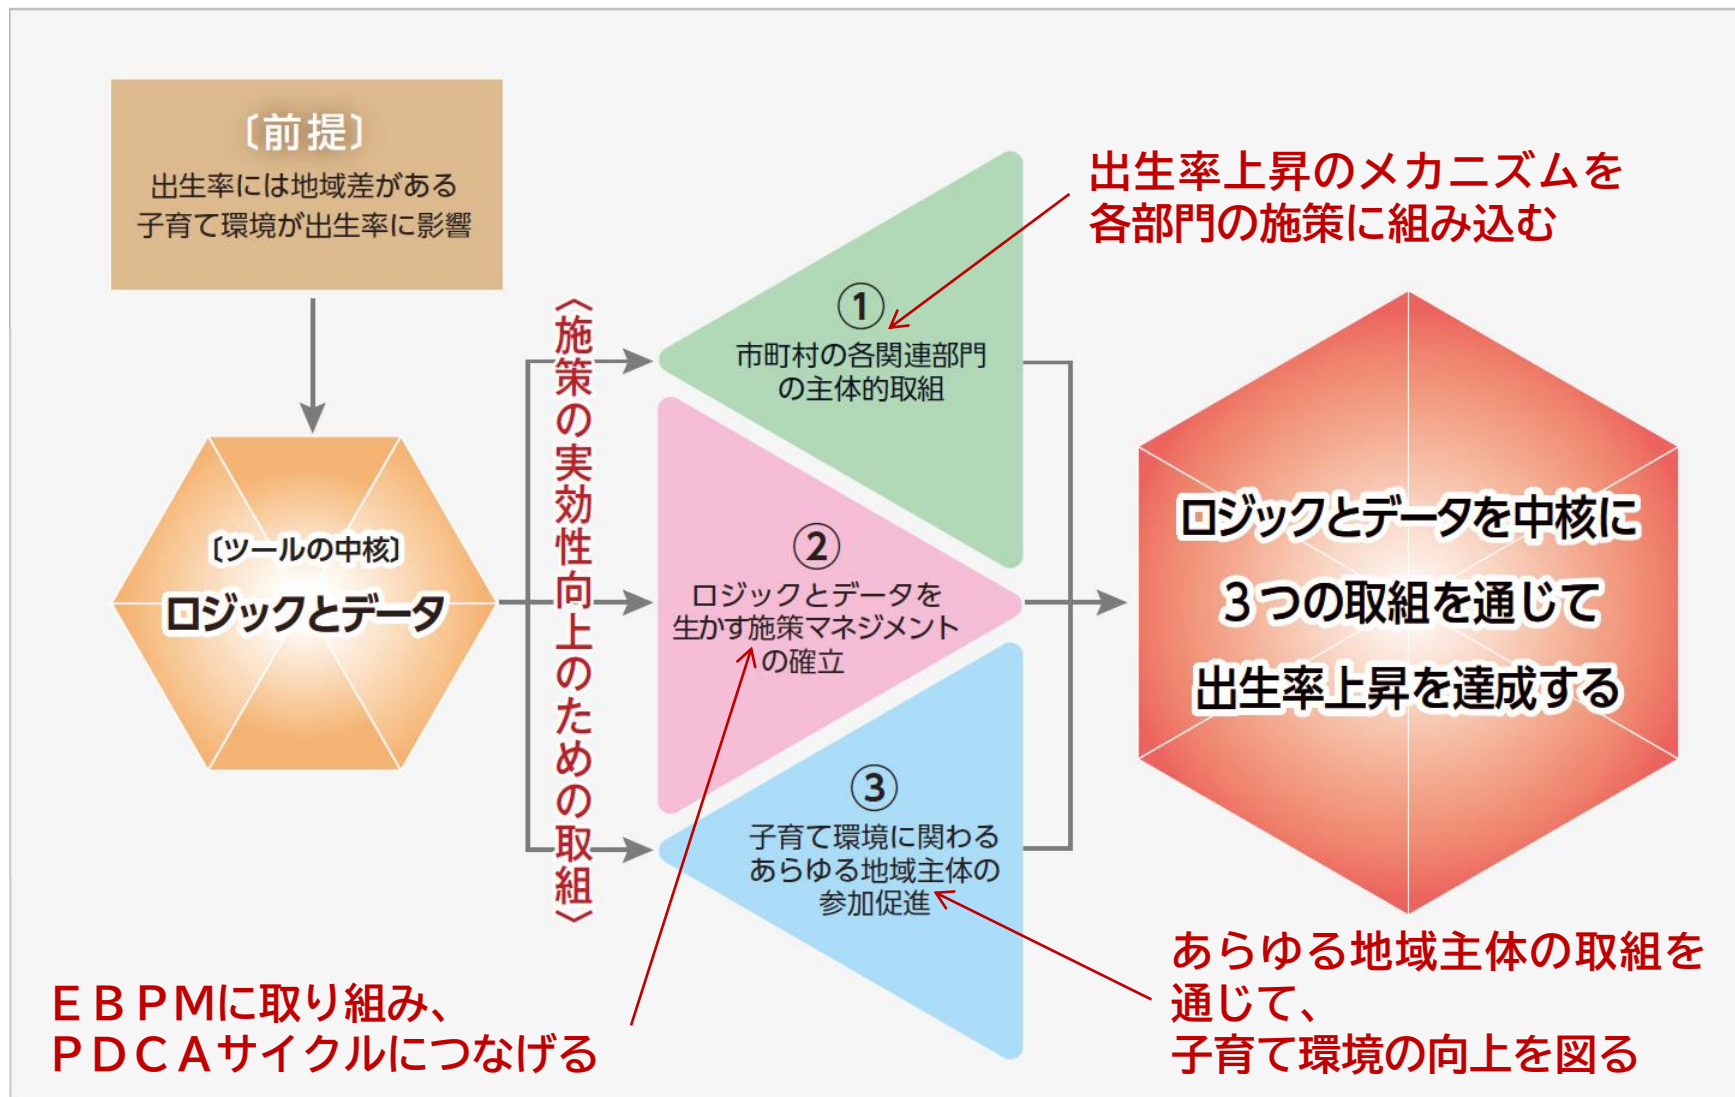 〔前提〕
出生率には地域差がある
子育て環境が出生率に影響
〔ツールの中核〕
ロジックとデータ
〈施策の実効性向上のための取組〉
①
市町村の各関連部門
の主体的取組
出生率上昇のメカニズムを
各部門の施策に組み込む
②
ロジックとデータを
生かす施策マネジメント
の確立
ＥＢＰＭに取り組み、
ＰＤＣＡサイクルにつなげる
③
子育て環境に関わる
あらゆる地域主体の
参加促進
あらゆる地域主体の取組を
通じて、
子育て環境の向上を図る
ロジックとデータを中核に
３つの取組を通じて
出生率上昇を達成する